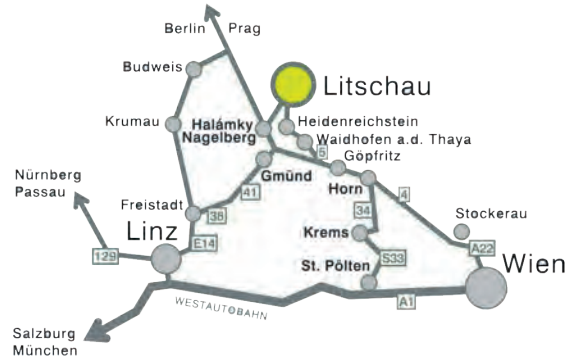 Berlin Prag
Budweis
Litschau
Krumau
Halámky
Nagelberg
Heidenreichstein
Waidhofen a.d. Thaya
5
Göpfritz
Gmünd
Horn
Nürnberg
Passau
41
4
34
Freistadt
38
Stockerau
Linz
E14
Krems
A22
129
S33
St. Pölten
Wien
WESTAUTOBAHN
A1
Salzburg
München